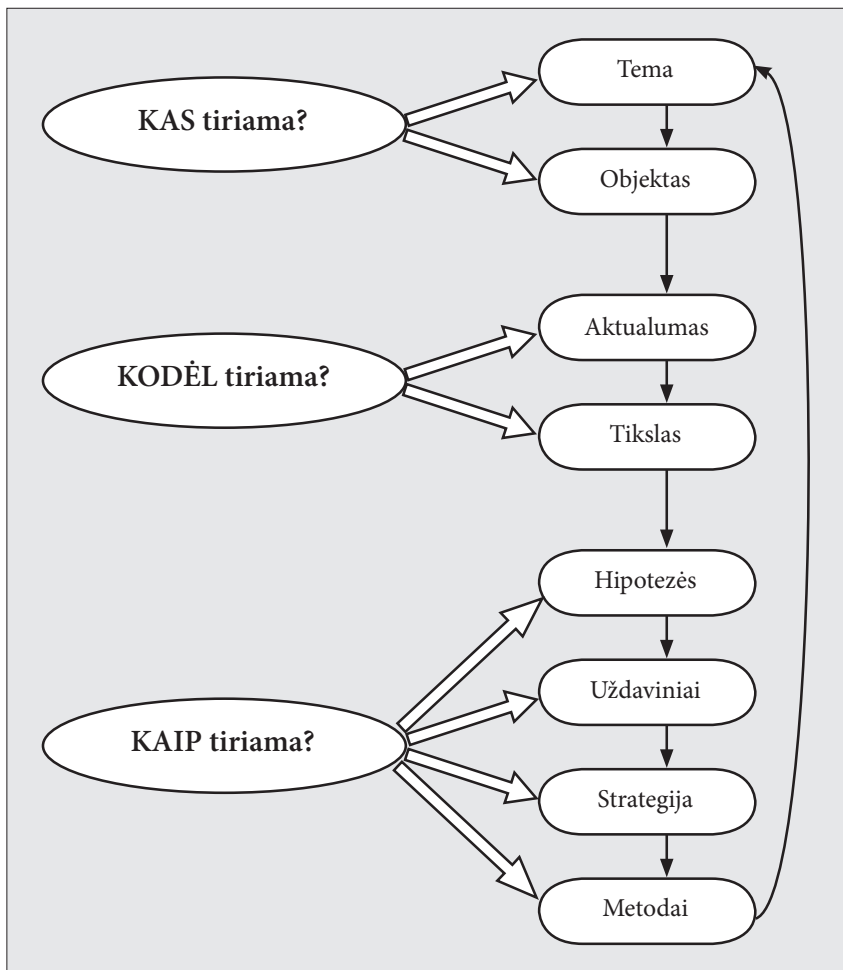 KAS tiriama?
Tema
Objektas
KODĖL tiriama?
Aktualumas
Tikslas
KAIP tiriama?
Hipotezės
Uždaviniai
Strategija
Metodai